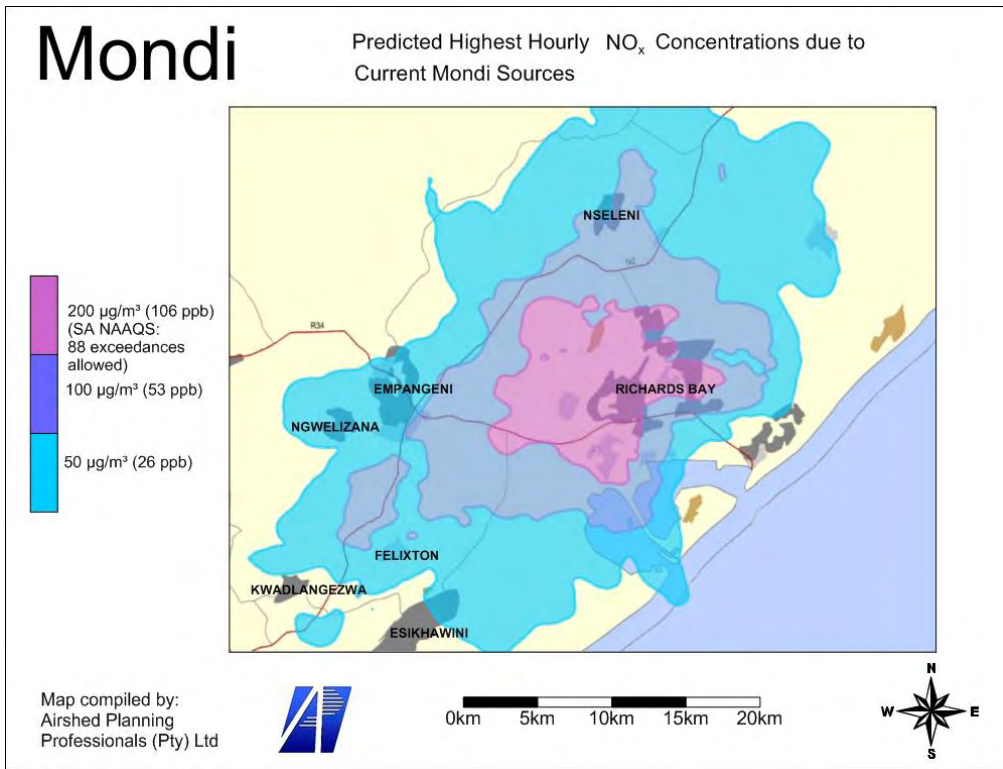 Mondi
Predicted Highest Hourly NOₓ Concentrations due to
Current Mondi Sources
200 µg/m³ (106 ppb)
(SA NAAQS:
88 exceedances
allowed)
100 µg/m³ (53 ppb)
50 µg/m³ (26 ppb)
NSELENI
N2
R34
EMPANGENI
RICHARDS BAY
NGWELIZANA
FELIXTON
KWADLANGEZWA
ESIKHAWINI
Map compiled by:
Airshed Planning
Professionals (Pty) Ltd
0km 5km 10km 15km 20km
N
W E
S